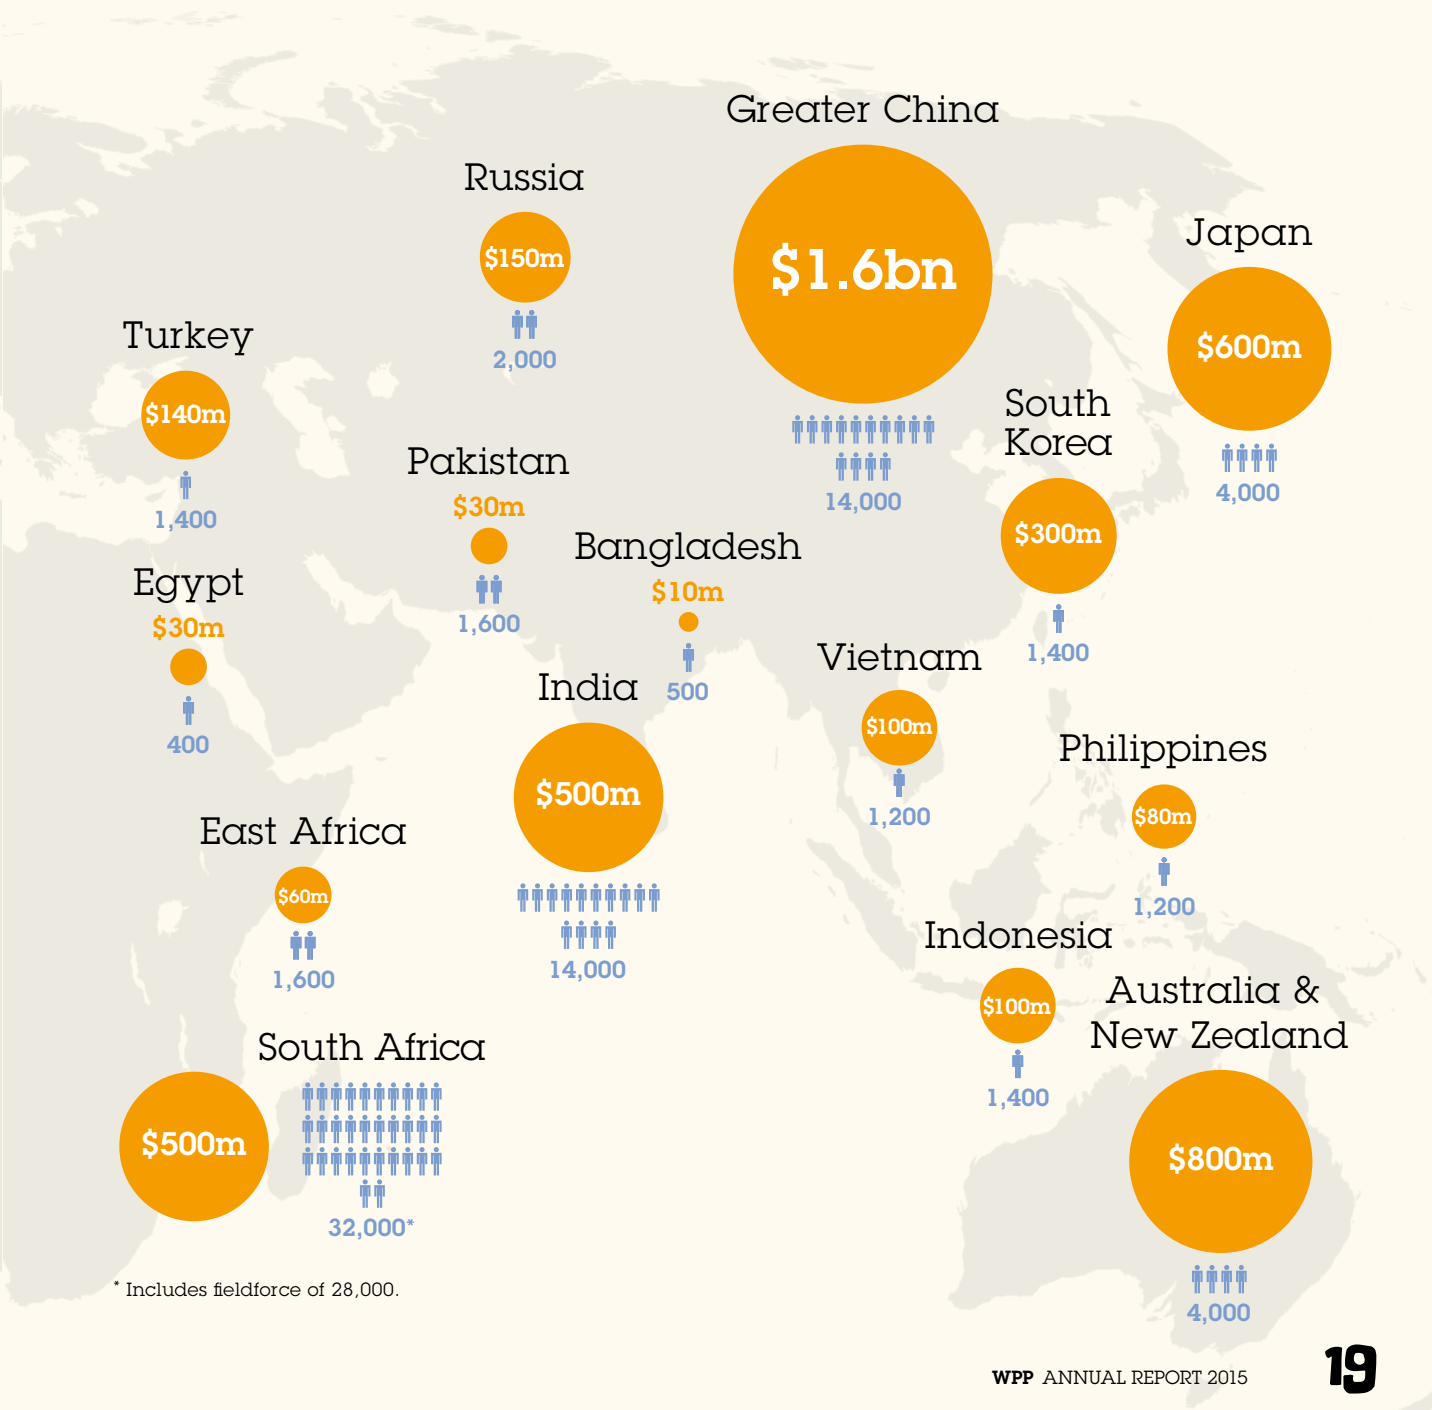 Greater China
$1.6bn
14,000
Russia
$150m
2,000
Japan
$600m
4,000
Turkey
$140m
1,400
South
Korea
$300m
1,400
Pakistan
$30m
1,600
Bangladesh
$10m
500
Egypt
$30m
400
Vietnam
$100m
1,200
India
$500m
14,000
Philippines
$80m
1,200
East Africa
$60m
1,600
Indonesia
$100m
1,400
Australia &
New Zealand
$800m
4,000
South Africa
$500m
32,000*
* Includes fieldforce of 28,000.
WPP ANNUAL REPORT 2015
19